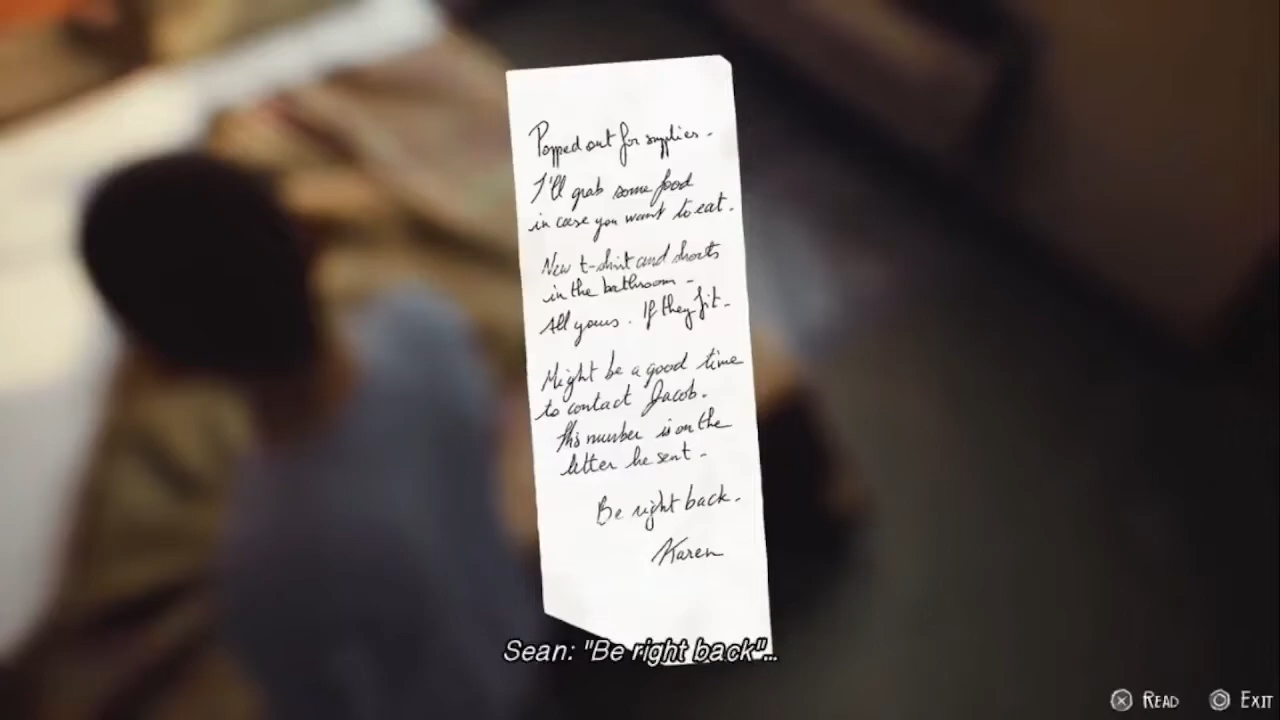 Popped out for supplies -
I'll grab some food
in case you want to eat.
New t-shirt and shorts
in the bathroom -
All yours. If they fit -
Might be a good time
to contact Jacob.
His number is on the
letter he sent -
Be right back.
Karen
Sean: "Be right back"...
READ
EXIT